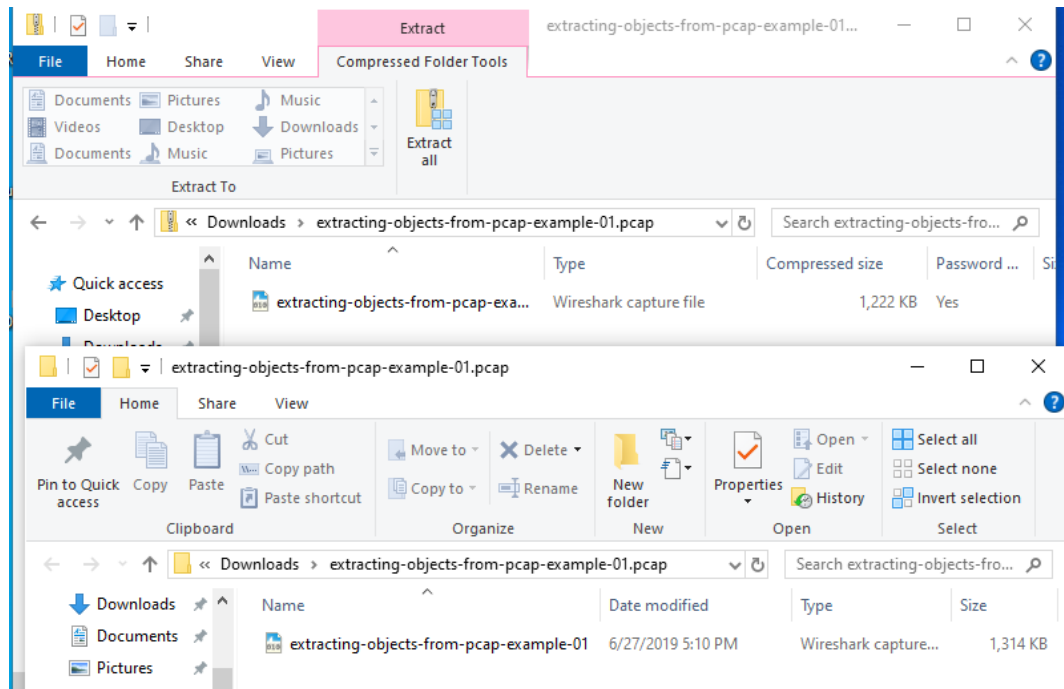 Extract extracting-objects-from-pcap-example-01...
File Home Share View Compressed Folder Tools
Documents Pictures Music
Videos Desktop Downloads
Documents Music Pictures
Extract
all
Extract To
« Downloads › extracting-objects-from-pcap-example-01.pcap Search extracting-objects-fro...
Name Type Compressed size Password ... Si
Quick access
extracting-objects-from-pcap-exa... Wireshark capture file 1,222 KB Yes
Desktop
Downloads
extracting-objects-from-pcap-example-01.pcap
File Home Share View
Pin to Quick
access
Copy
Paste
Cut
Copy path
Paste shortcut
Clipboard
Move to
Copy to
Delete
Rename
Organize
New
folder
New
Properties
Open
Edit
History
Open
Select all
Select none
Invert selection
Select
« Downloads › extracting-objects-from-pcap-example-01.pcap Search extracting-objects-fro...
Downloads
Name Date modified Type Size
Documents
extracting-objects-from-pcap-example-01 6/27/2019 5:10 PM Wireshark capture... 1,314 KB
Pictures